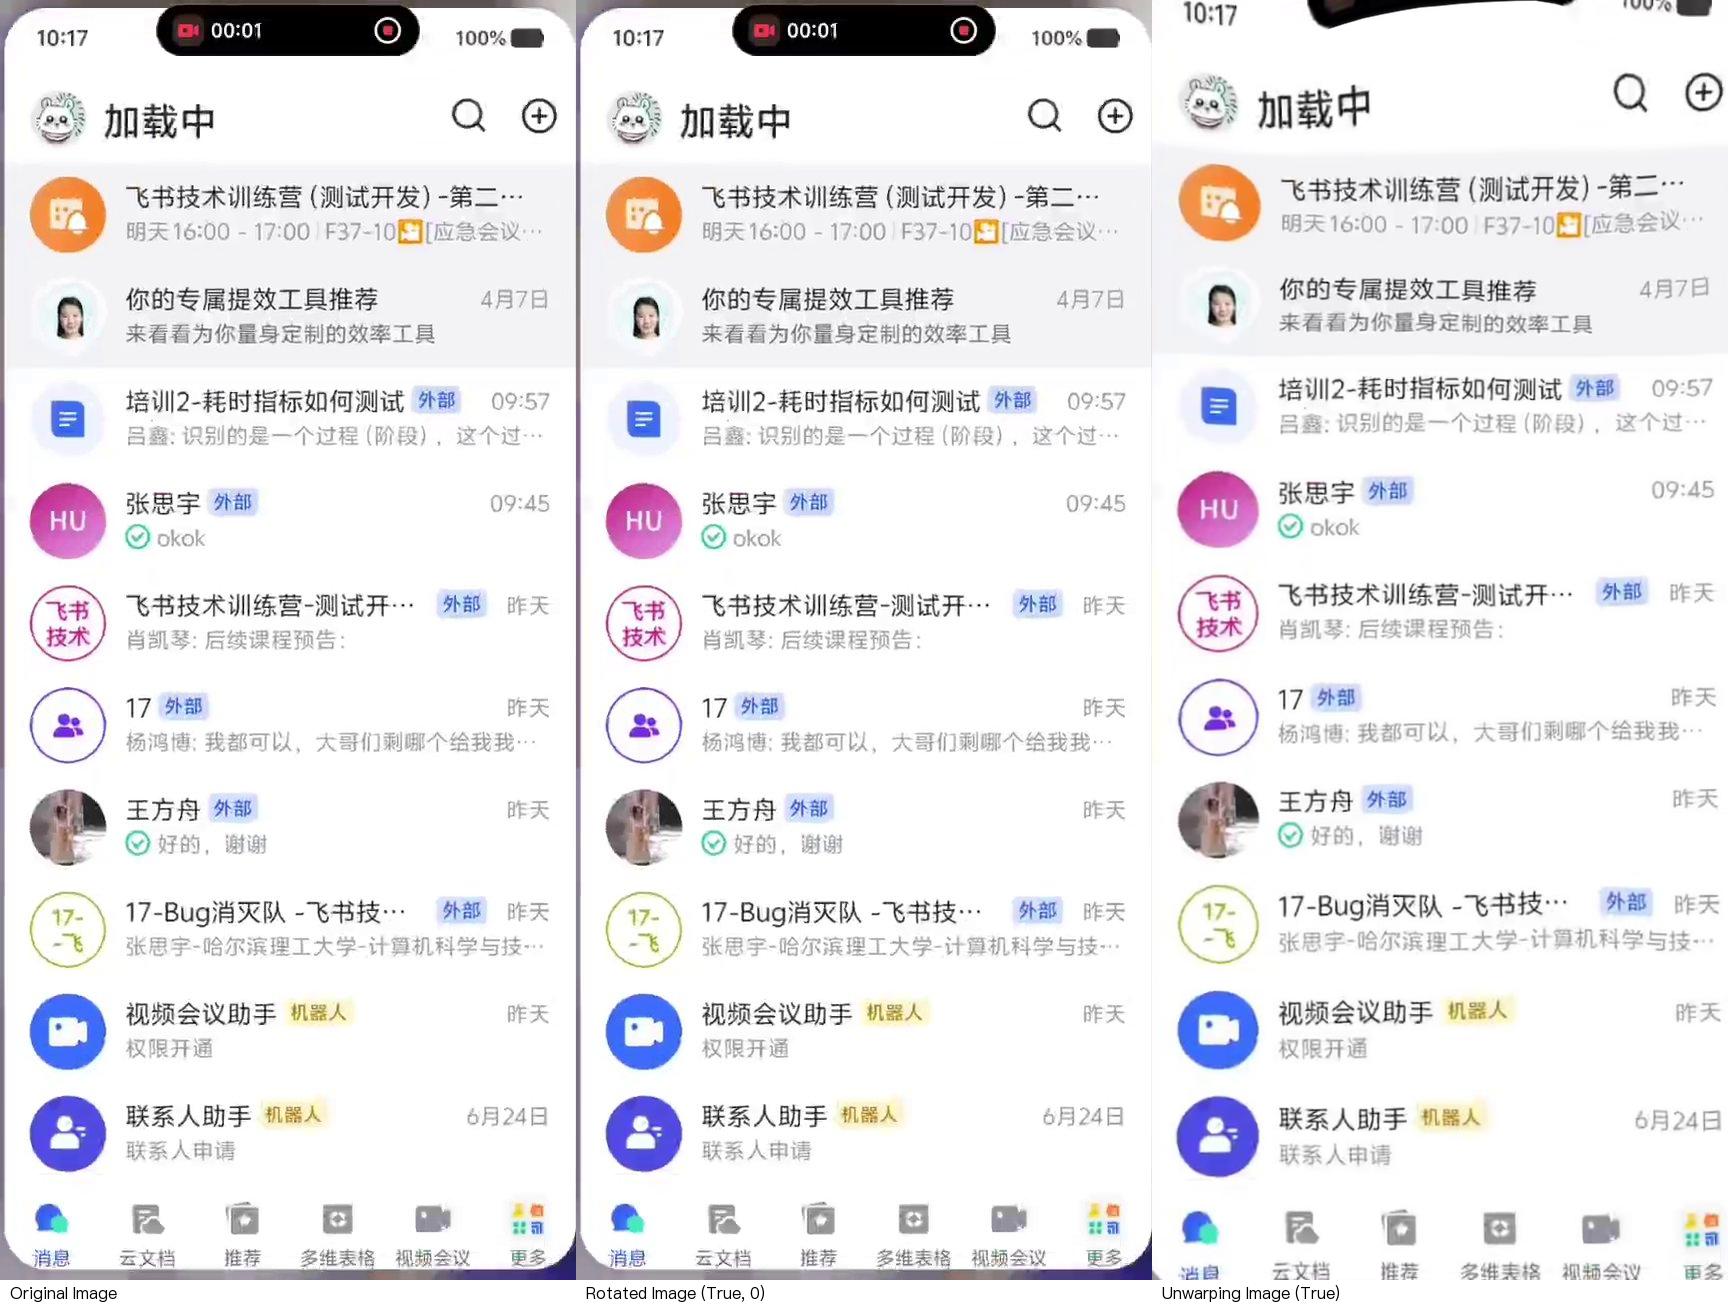 10:17
00:01
100%
加载中
飞书技术训练营 (测试开发) -第二…
明天16:00 - 17:00 F37-10 [应急会议…
你的专属提效工具推荐
4月7日
来看看为你量身定制的效率工具
培训2-耗时指标如何测试 外部 09:57
吕鑫: 识别的是一个过程 (阶段) ，这个过…
HU
张思宇 外部 09:45
okok
飞书
技术
飞书技术训练营-测试开… 外部 昨天
肖凯琴: 后续课程预告:
17 外部 昨天
杨鸿博: 我都可以，大哥们剩哪个给我我…
王方舟 外部 昨天
好的，谢谢
17-
-飞
17-Bug消灭队 -飞书技… 外部 昨天
张思宇-哈尔滨理工大学-计算机科学与技…
视频会议助手 机器人 昨天
权限开通
联系人助手 机器人 6月24日
联系人申请
消息 云文档 推荐 多维表格 视频会议 更多
Original Image
10:17
00:01
100%
加载中
飞书技术训练营 (测试开发) -第二…
明天16:00 - 17:00 F37-10 [应急会议…
你的专属提效工具推荐
4月7日
来看看为你量身定制的效率工具
培训2-耗时指标如何测试 外部 09:57
吕鑫: 识别的是一个过程 (阶段) ，这个过…
HU
张思宇 外部 09:45
okok
飞书
技术
飞书技术训练营-测试开… 外部 昨天
肖凯琴: 后续课程预告:
17 外部 昨天
杨鸿博: 我都可以，大哥们剩哪个给我我…
王方舟 外部 昨天
好的，谢谢
17-
-飞
17-Bug消灭队 -飞书技… 外部 昨天
张思宇-哈尔滨理工大学-计算机科学与技…
视频会议助手 机器人 昨天
权限开通
联系人助手 机器人 6月24日
联系人申请
消息 云文档 推荐 多维表格 视频会议 更多
Rotated Image (True, 0)
10:17
100%
加载中
飞书技术训练营 (测试开发) -第二…
明天16:00 - 17:00 F37-10 [应急会议…
你的专属提效工具推荐
4月7日
来看看为你量身定制的效率工具
培训2-耗时指标如何测试 外部 09:57
吕鑫: 识别的是一个过程 (阶段) ，这个过…
HU
张思宇 外部 09:45
okok
飞书
技术
飞书技术训练营-测试开… 外部 昨天
肖凯琴: 后续课程预告:
17 外部 昨天
杨鸿博: 我都可以，大哥们剩哪个给我我…
王方舟 外部 昨天
好的，谢谢
17-
-飞
17-Bug消灭队 -飞书技… 外部 昨天
张思宇-哈尔滨理工大学-计算机科学与技…
视频会议助手 机器人 昨天
权限开通
联系人助手 机器人 6月24日
联系人申请
消息 云文档 推荐 多维表格 视频会议 更多
Unwarping Image (True)